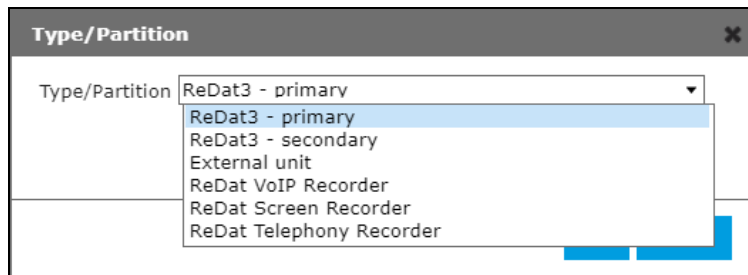 Type/Partition
Type/Partition ReDat3 - primary
ReDat3 - primary
ReDat3 - secondary
External unit
ReDat VoIP Recorder
ReDat Screen Recorder
ReDat Telephony Recorder